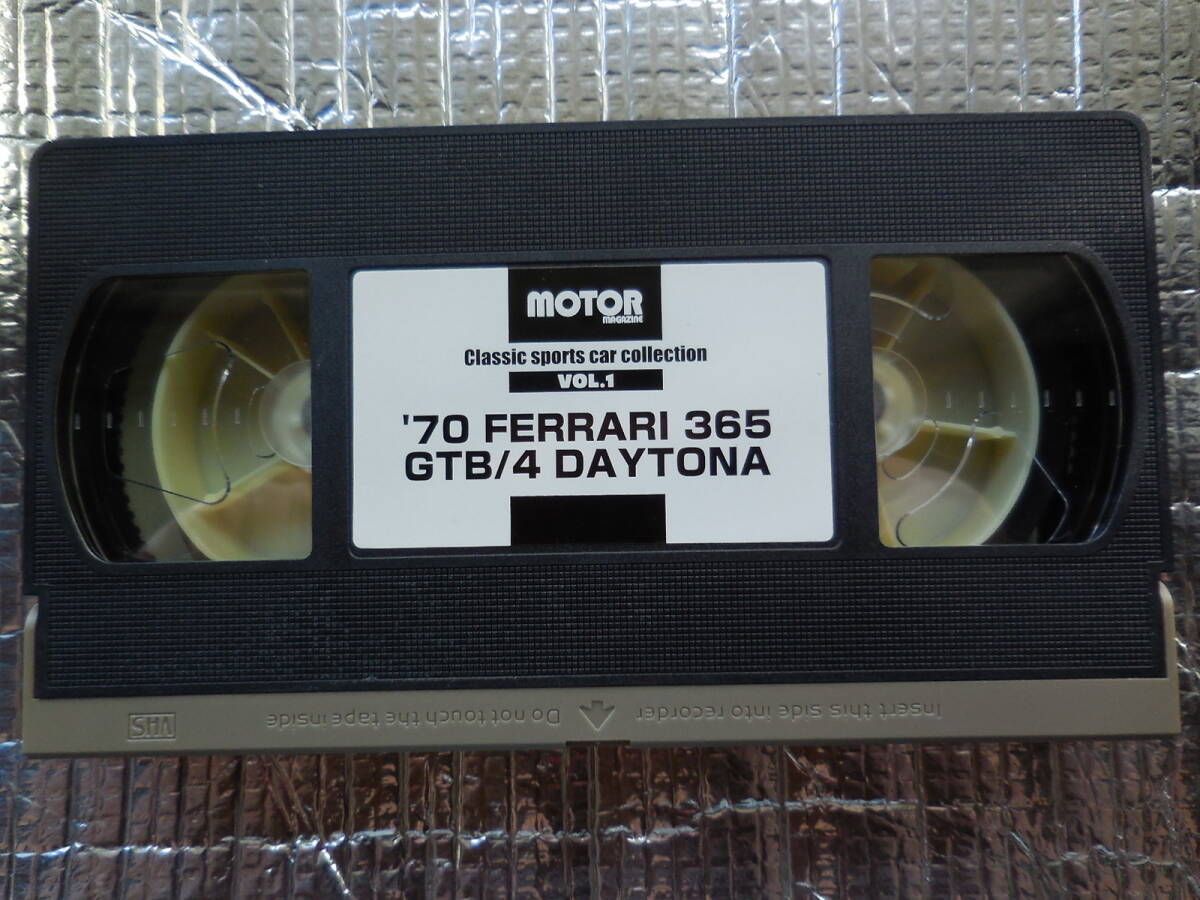 MOTOR
MAGAZINE
Classic sports car collection
VOL.1
'70 FERRARI 365
GTB/4 DAYTONA
Insert this side into recorder
Do not touch the tape inside
VHS